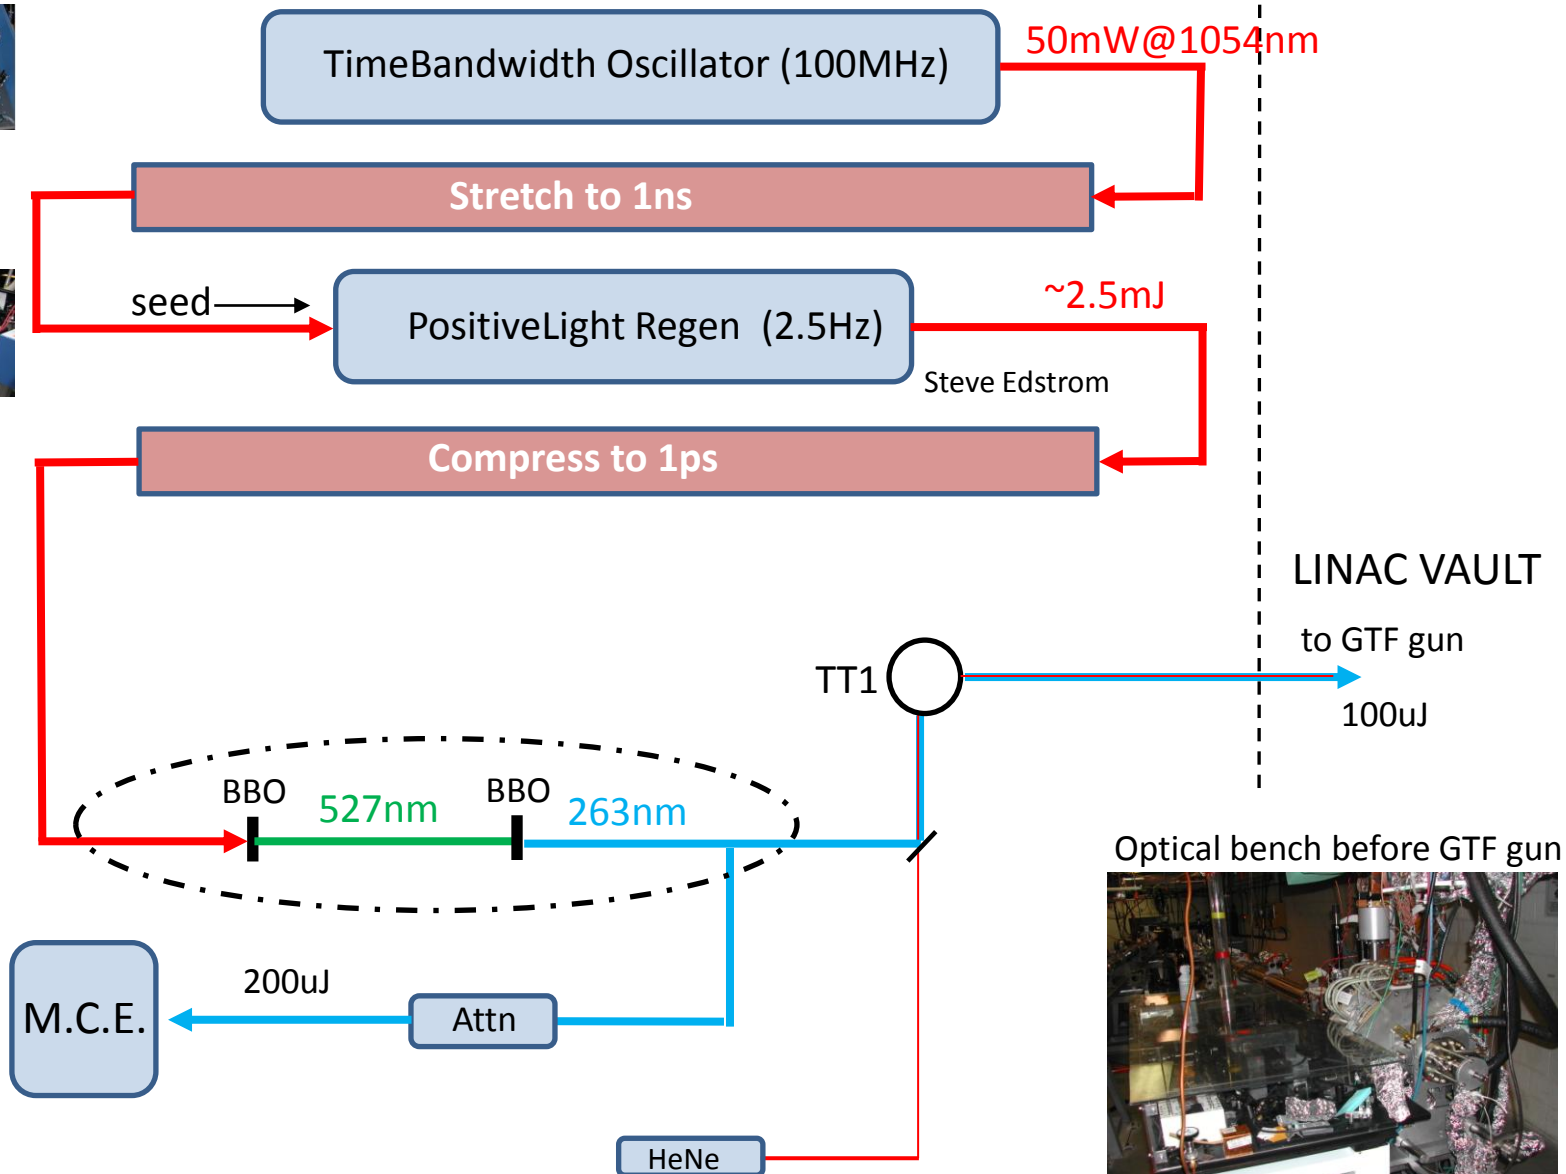 50mW@1054nm
TimeBandwidth Oscillator (100MHz)
Stretch to 1ns
seed
PositiveLight Regen (2.5Hz)
~2.5mJ
Steve Edstrom
Compress to 1ps
LINAC VAULT
to GTF gun
TT1
100uJ
BBO
527nm
BBO
263nm
Optical bench before GTF gun
200uJ
M.C.E.
Attn
HeNe